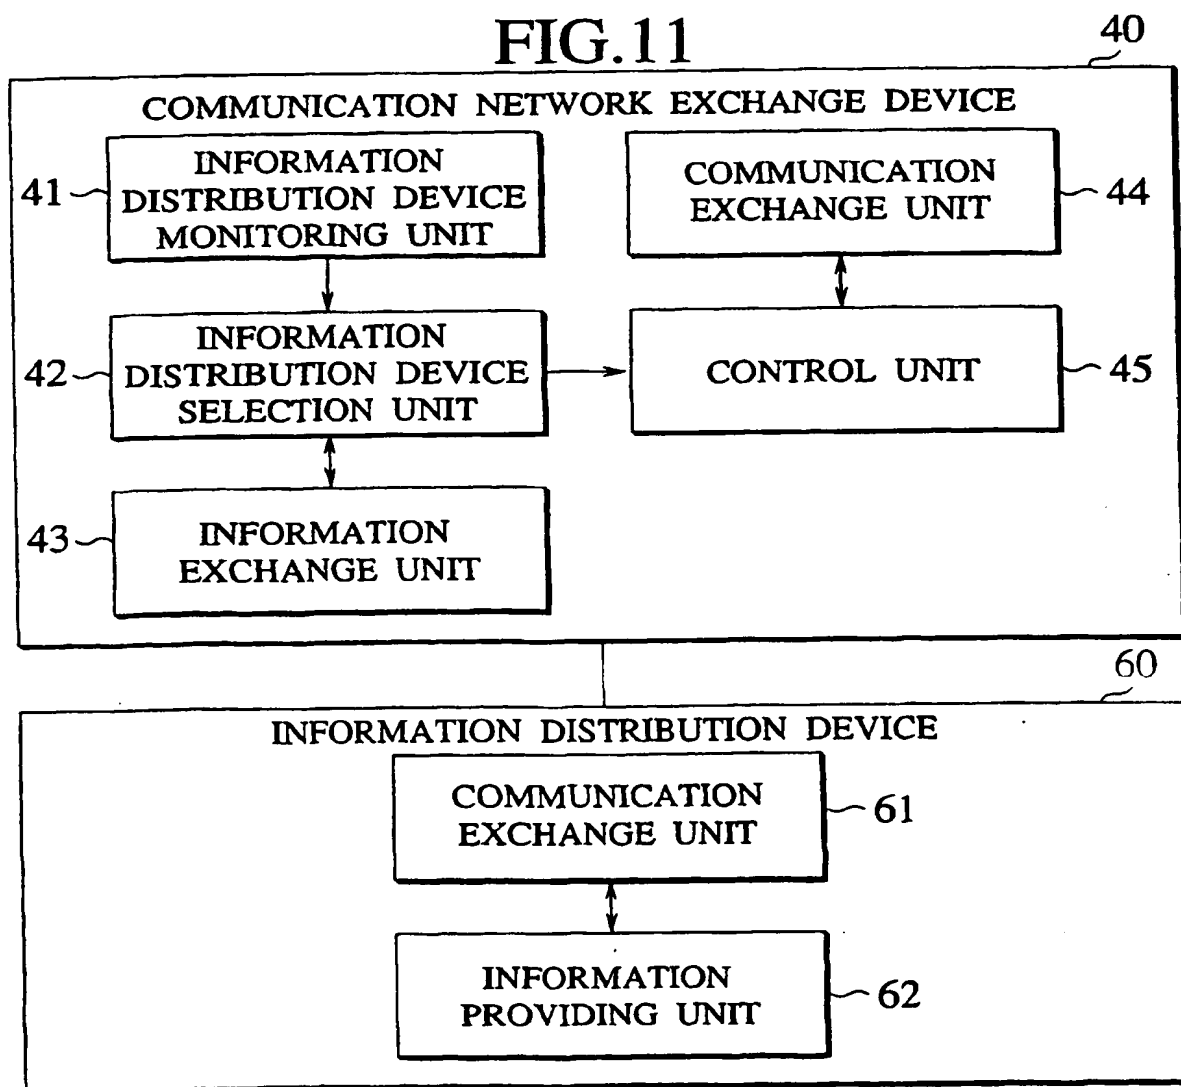 FIG.11
40
COMMUNICATION NETWORK EXCHANGE DEVICE
41
INFORMATION
DISTRIBUTION DEVICE
MONITORING UNIT
COMMUNICATION
EXCHANGE UNIT
44
42
INFORMATION
DISTRIBUTION DEVICE
SELECTION UNIT
CONTROL UNIT
45
43
INFORMATION
EXCHANGE UNIT
60
INFORMATION DISTRIBUTION DEVICE
COMMUNICATION
EXCHANGE UNIT
61
INFORMATION
PROVIDING UNIT
62